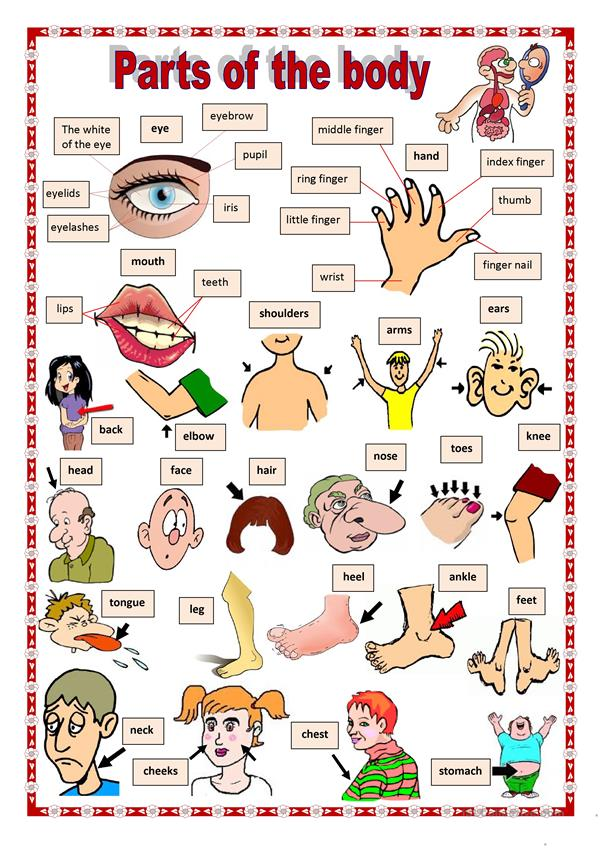 Parts of the body
The white
of the eye
eye
eyebrow
pupil
eyelids
iris
eyelashes
middle finger
hand
index finger
ring finger
thumb
little finger
finger nail
wrist
mouth
teeth
lips
shoulders
arms
ears
back
elbow
head
face
hair
nose
toes
knee
tongue
leg
heel
ankle
feet
neck
cheeks
chest
stomach